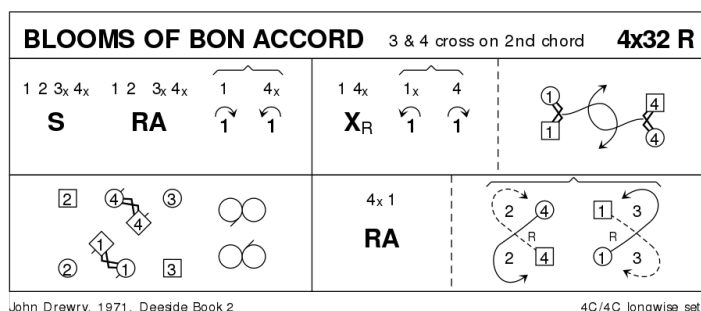 BLOOMS OF BON ACCORD 3 & 4 cross on 2nd chord 4x32 R
1 2 3x 4x 1 2 3x 4x 1 4x
S RA 1 1
1 4x 1x 4
XR 1 1
1 4
1 4
2 4 3
4
1
2 1 3
4x 1
RA
2 4 1 3
R R
2 4 1 3
John Drewry, 1971, Deeside Book 2 4C/4C longwise set